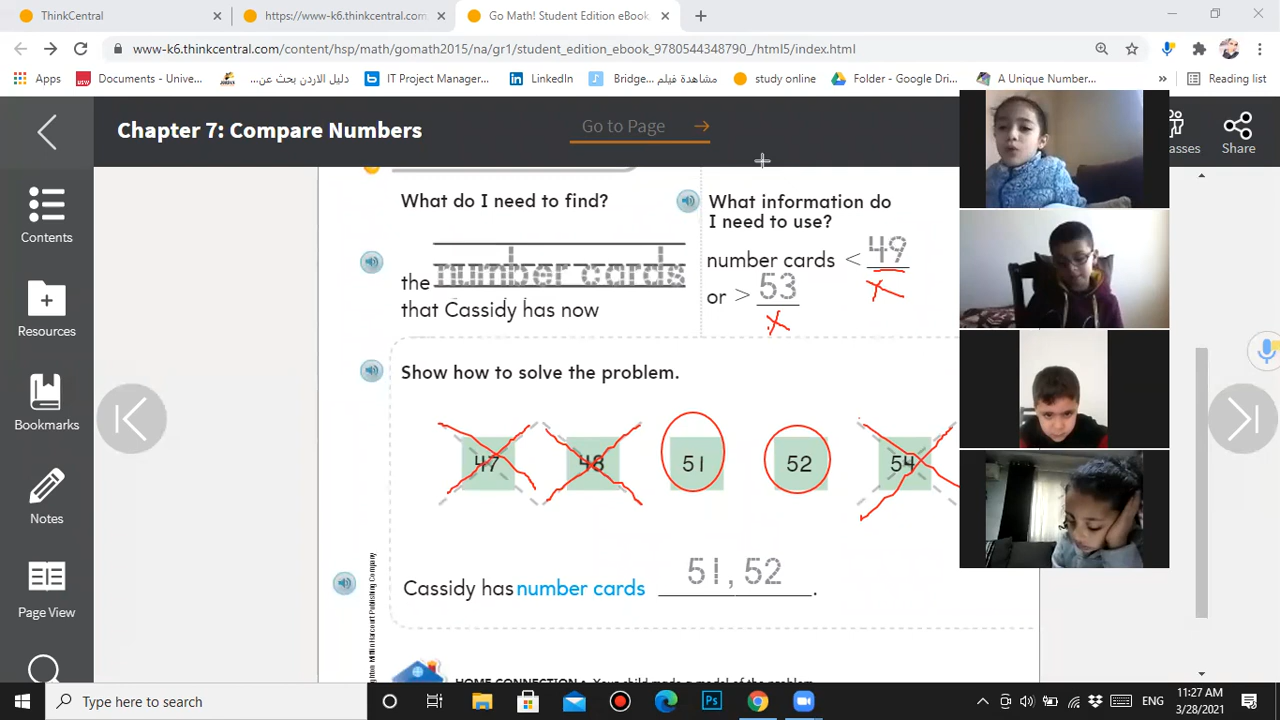 ThinkCentral
https://www-k6.thinkcentral.com
Go Math! Student Edition eBook
www-k6.thinkcentral.com/content/hsp/math/gomath2015/na/gr1/student_edition_ebook_9780544348790_/html5/index.html
Apps
Documents - Unive...
دليل الاردن بحث عن...
IT Project Manager...
LinkedIn
Bridge... مشاهدة فيلم
study online
Folder - Google Dri...
A Unique Number...
»
Reading list
Chapter 7: Compare Numbers
Go to Page
asses
Share
Contents
Resources
Bookmarks
Notes
Page View
What do I need to find?
the number cards
that Cassidy has now
What information do
I need to use?
number cards < 49
or > 53
Show how to solve the problem.
47 48 51 52 54
Cassidy has number cards 51, 52.
Type here to search
ENG
11:27 AM
3/28/2021